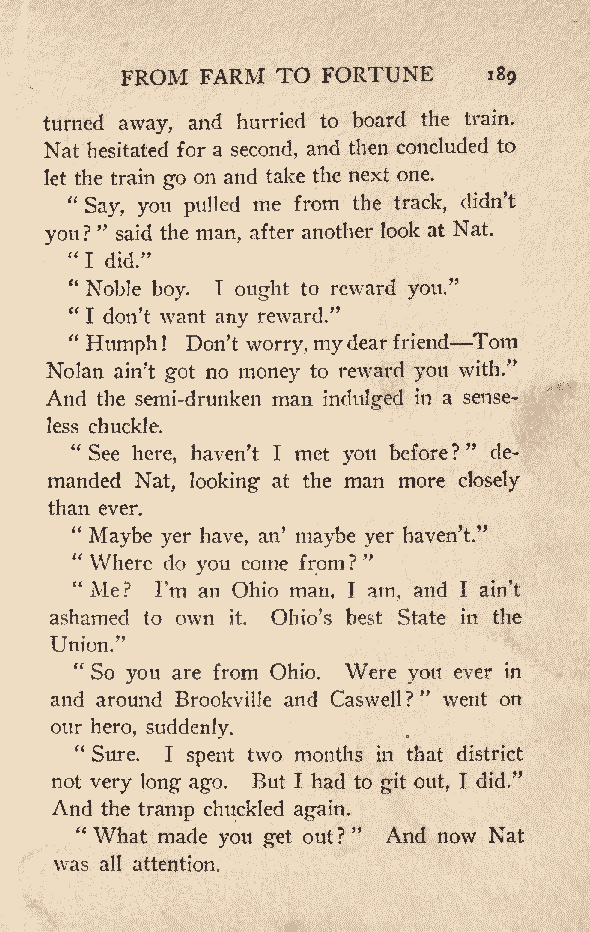 FROM FARM TO FORTUNE 189
turned away, and hurried to board the train.
Nat hesitated for a second, and then concluded to
let the train go on and take the next one.
“ Say, you pulled me from the track, didn’t
you? ” said the man, after another look at Nat.
“ I did.”
“ Noble boy. I ought to reward you.”
“ I don’t want any reward.”
“ Humph! Don’t worry, my dear friend—Tom
Nolan ain’t got no money to reward you with.”
And the semi-drunken man indulged in a sense-
less chuckle.
“ See here, haven’t I met you before? ” de-
manded Nat, looking at the man more closely
than ever.
“ Maybe yer have, an’ maybe yer haven’t.”
“ Where do you come from? ”
“ Me? I’m an Ohio man, I am, and I ain’t
ashamed to own it. Ohio’s best State in the
Union.”
“ So you are from Ohio. Were you ever in
and around Brookville and Caswell? ” went on
our hero, suddenly.
“ Sure. I spent two months in that district
not very long ago. But I had to git out, I did.”
And the tramp chuckled again.
“ What made you get out? ” And now Nat
was all attention.